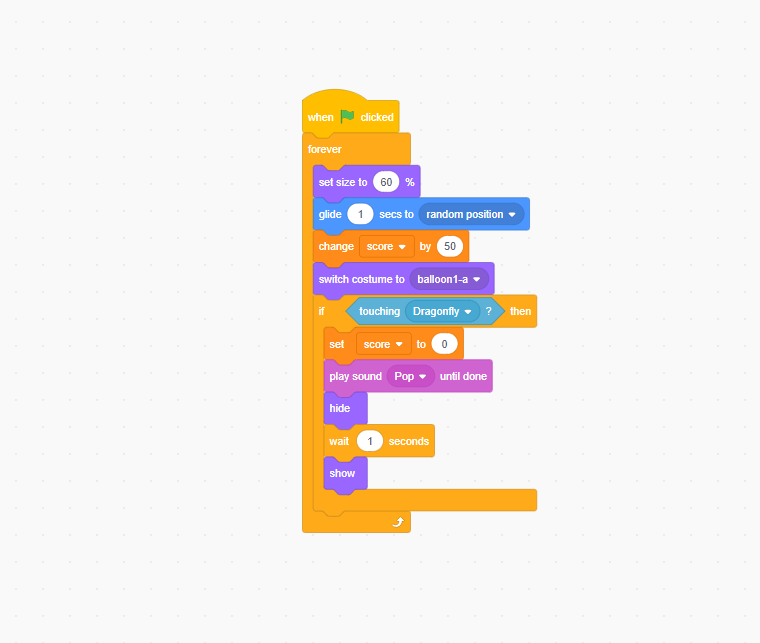 when clicked
forever
set size to 60 %
glide 1 secs to random position
change score by 50
switch costume to balloon1-a
if touching Dragonfly ? then
set score to 0
play sound Pop until done
hide
wait 1 seconds
show